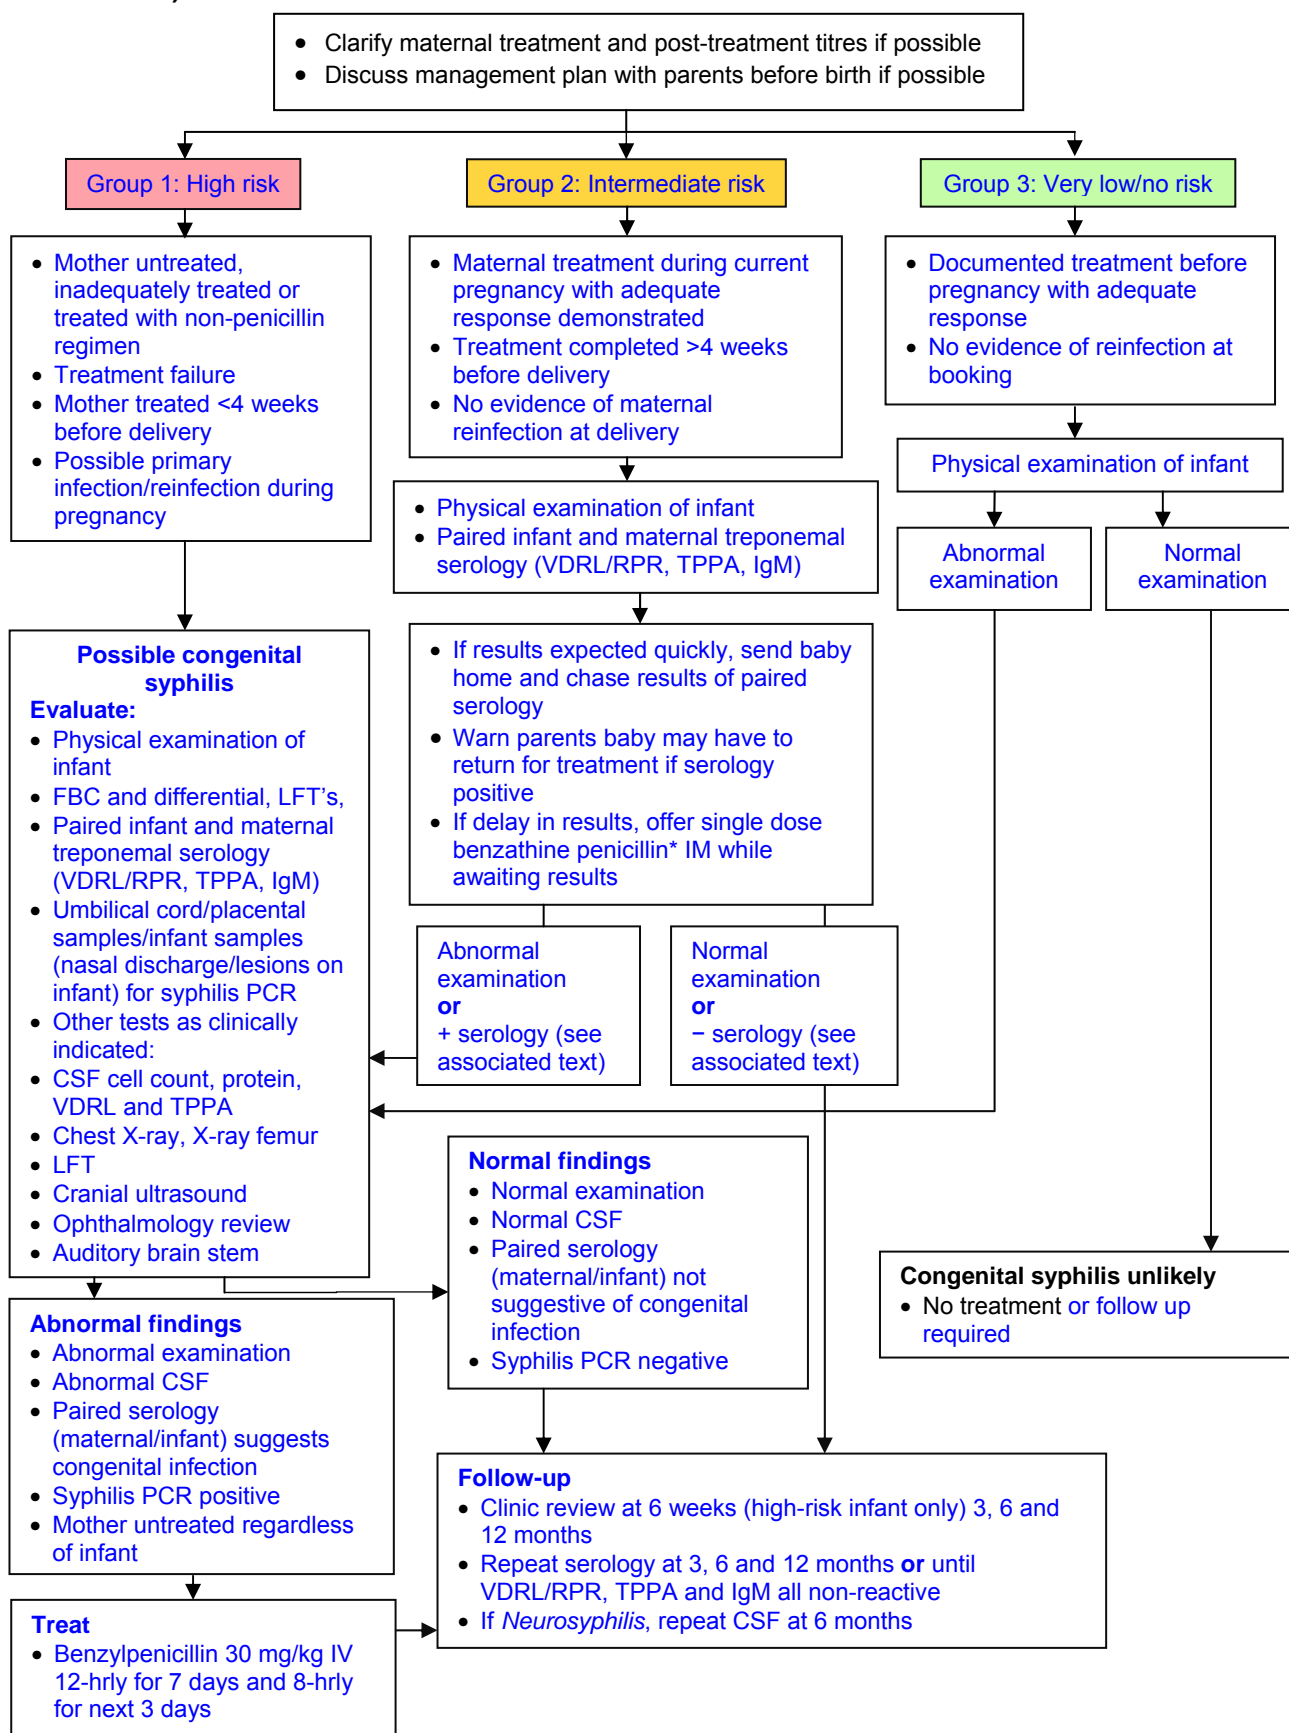 • Clarify maternal treatment and post-treatment titres if possible
• Discuss management plan with parents before birth if possible
Group 1: High risk
Group 2: Intermediate risk
Group 3: Very low/no risk
• Mother untreated,
inadequately treated or
treated with non-penicillin
regimen
• Treatment failure
• Mother treated <4 weeks
before delivery
• Possible primary
infection/reinfection during
pregnancy
• Maternal treatment during current
pregnancy with adequate
response demonstrated
• Treatment completed >4 weeks
before delivery
• No evidence of maternal
reinfection at delivery
• Documented treatment before
pregnancy with adequate
response
• No evidence of reinfection at
booking
Physical examination of infant
• Physical examination of infant
• Paired infant and maternal treponemal
serology (VDRL/RPR, TPPA, IgM)
Abnormal
examination
Normal
examination
Possible congenital
syphilis
Evaluate:
• Physical examination of
infant
• FBC and differential, LFT's,
• Paired infant and maternal
treponemal serology
(VDRL/RPR, TPPA, IgM)
• Umbilical cord/placental
samples/infant samples
(nasal discharge/lesions on
infant) for syphilis PCR
• Other tests as clinically
indicated:
• CSF cell count, protein,
VDRL and TPPA
• Chest X-ray, X-ray femur
• LFT
• Cranial ultrasound
• Ophthalmology review
• Auditory brain stem
• If results expected quickly, send baby
home and chase results of paired
serology
• Warn parents baby may have to
return for treatment if serology
positive
• If delay in results, offer single dose
benzathine penicillin* IM while
awaiting results
Abnormal
examination
or
+ serology (see
associated text)
Normal
examination
or
− serology (see
associated text)
Normal findings
• Normal examination
• Normal CSF
• Paired serology
(maternal/infant) not
suggestive of congenital
infection
• Syphilis PCR negative
Congenital syphilis unlikely
• No treatment or follow up
required
Abnormal findings
• Abnormal examination
• Abnormal CSF
• Paired serology
(maternal/infant) suggests
congenital infection
• Syphilis PCR positive
• Mother untreated regardless
of infant
Follow-up
• Clinic review at 6 weeks (high-risk infant only) 3, 6 and
12 months
• Repeat serology at 3, 6 and 12 months or until
VDRL/RPR, TPPA and IgM all non-reactive
• If Neurosyphilis, repeat CSF at 6 months
Treat
• Benzylpenicillin 30 mg/kg IV
12-hrly for 7 days and 8-hrly
for next 3 days